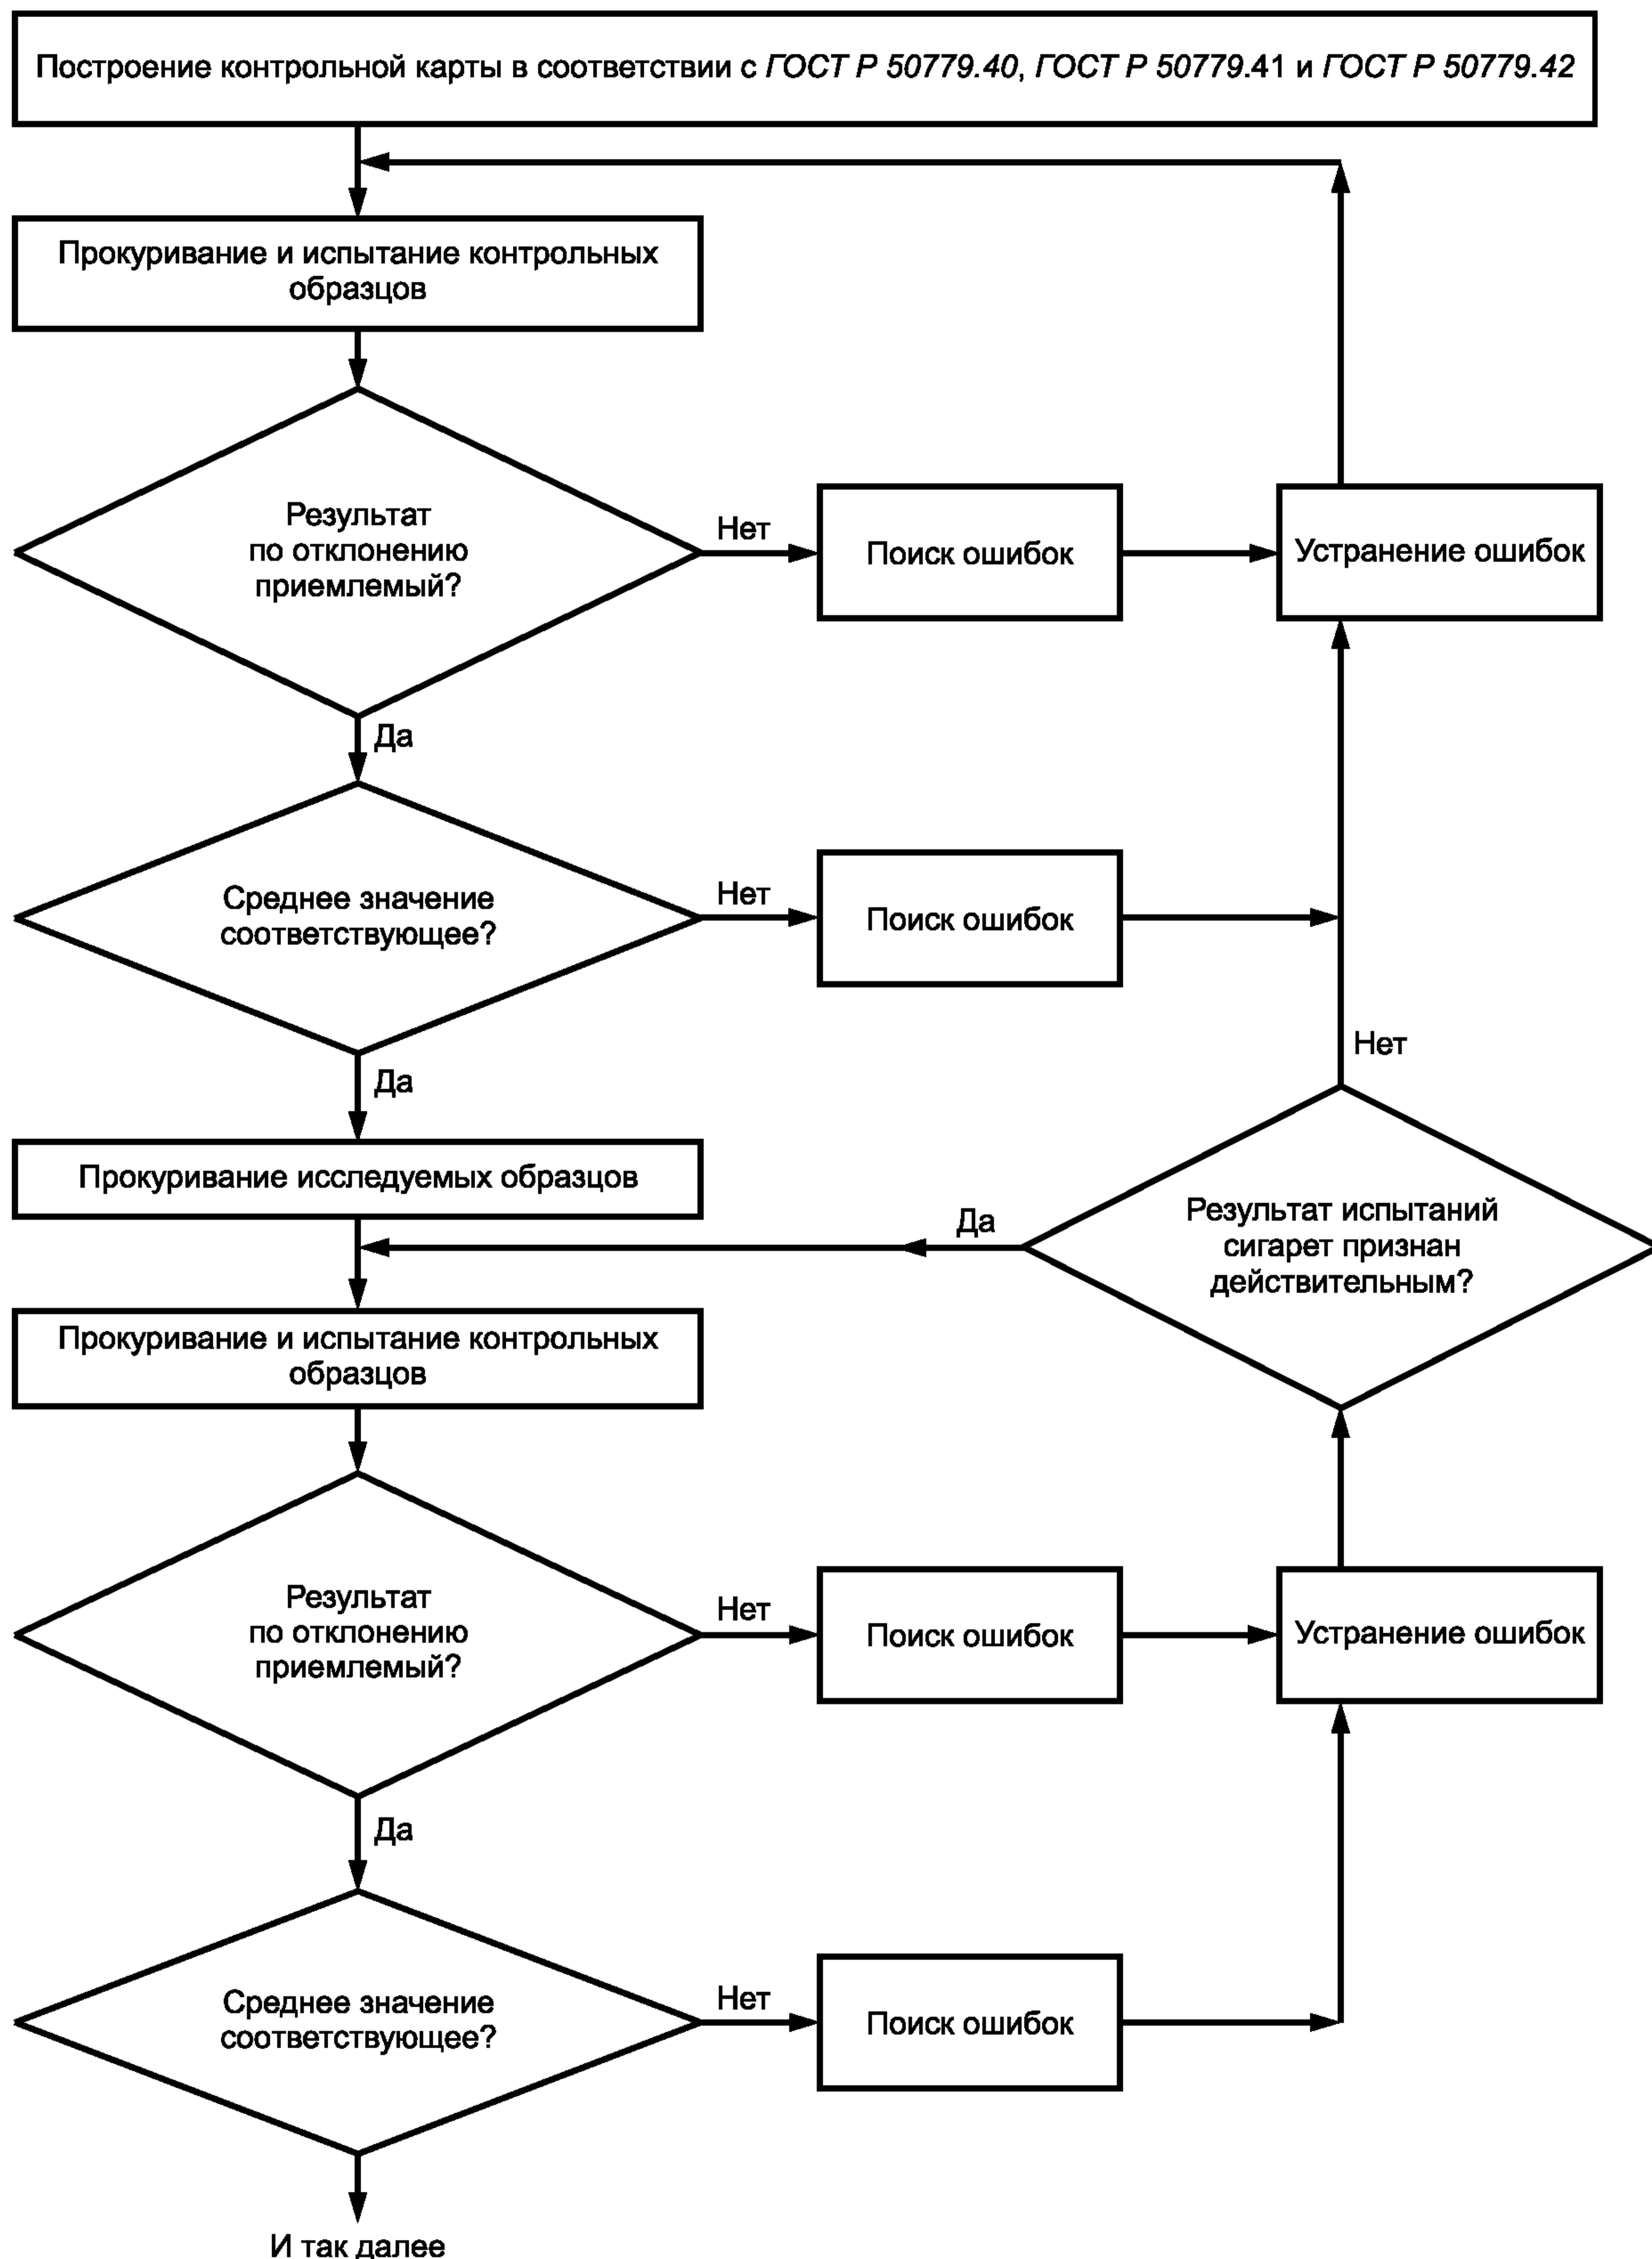 Построение контрольной карты в соответствии с ГОСТ Р 50779.40, ГОСТ Р 50779.41 и ГОСТ Р 50779.42
Прокуривание и испытание контрольных
образцов
Результат
по отклонению
приемлемый?
Нет
Поиск ошибок
Устранение ошибок
Да
Среднее значение
соответствующее?
Нет
Поиск ошибок
Нет
Да
Прокуривание исследуемых образцов
Да
Результат испытаний
сигарет признан
действительным?
Прокуривание и испытание контрольных
образцов
Результат
по отклонению
приемлемый?
Нет
Поиск ошибок
Устранение ошибок
Да
Среднее значение
соответствующее?
Нет
Поиск ошибок
И так далее